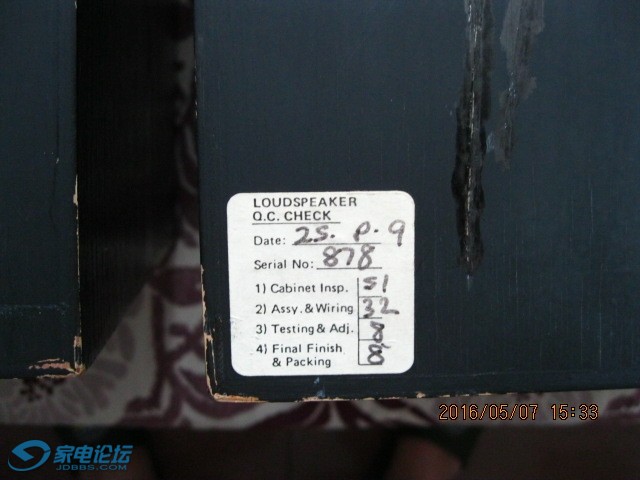 LOUDSPEAKER
Q.C. CHECK
Date: 25. P. 9
Serial No: 878
1) Cabinet Insp. 51
2) Assy. & Wiring 32
3) Testing & Adj. 8
4) Final Finish & Packing 8
2016/05/07 15:33
家电论坛
JDBBS.COM